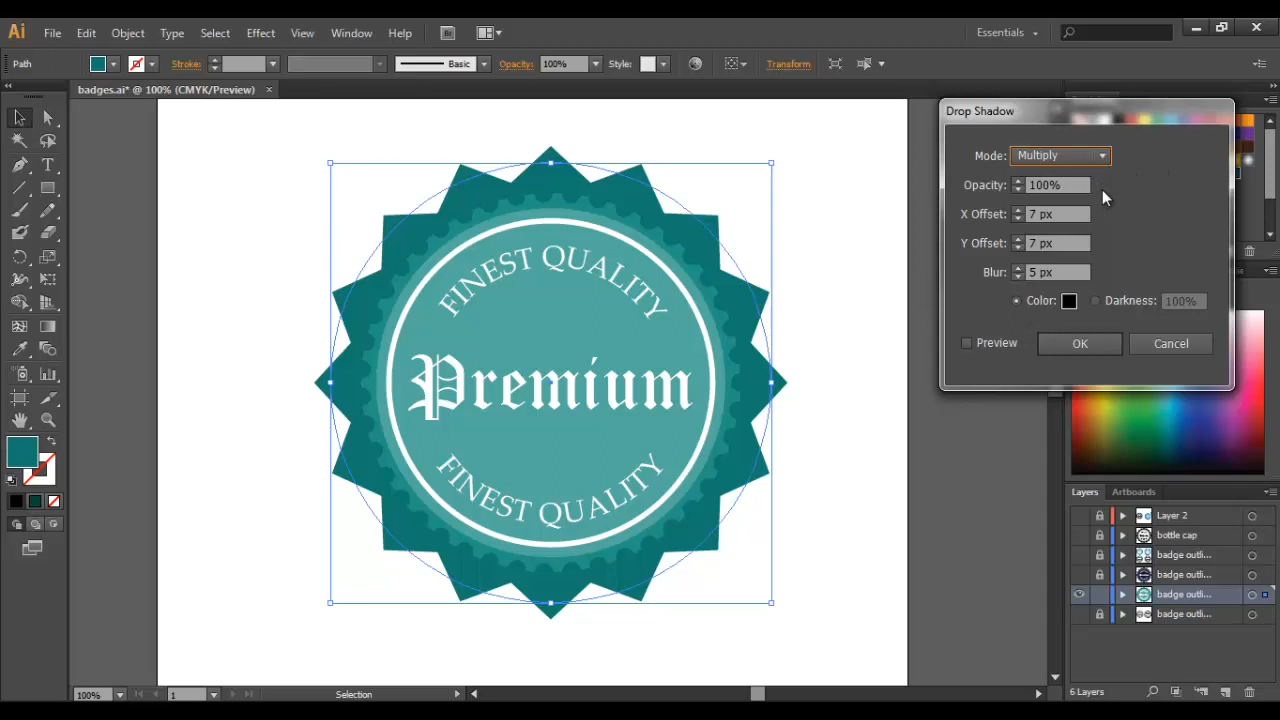 Ai File Edit Object Type Select Effect View Window Help Br Essentials
Path Stroke: Basic Opacity: 100% Style: Transform
badges.ai* @ 100% (CMYK/Preview) ×
Drop Shadow
Mode: Multiply
Opacity: 100%
X Offset: 7 px
Y Offset: 7 px
Blur: 5 px
Color: Darkness: 100%
Preview OK Cancel
FINEST QUALITY
Premium
FINEST QUALITY
Layers Artboards
Layer 2
bottle cap
badge outli...
badge outli...
badge outli...
badge outli...
6 Layers
100% 1 Selection